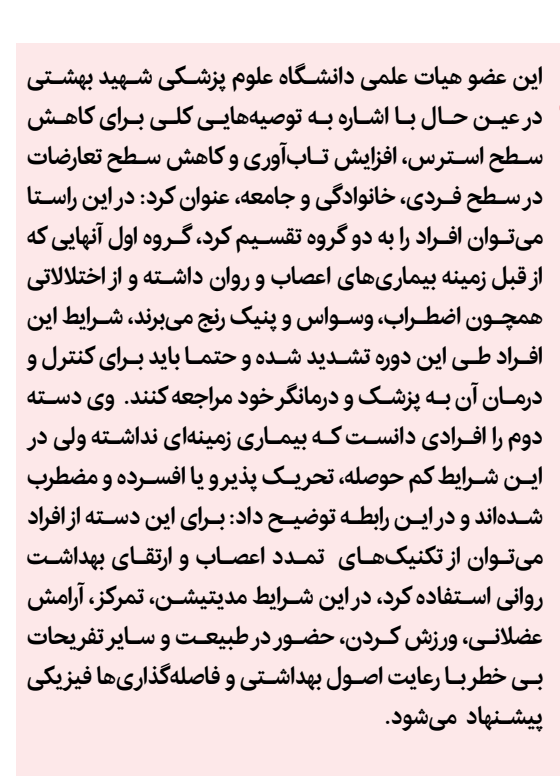 این عضو هیات علمی دانشگاه علوم پزشکی شهید بهشتی
در عین حال با اشاره به توصیه‌هایی کلی برای کاهش
سطح استرس، افزایش تاب‌آوری و کاهش سطح تعارضات
در سطح فردی، خانوادگی و جامعه، عنوان کرد: در این راستا
می‌توان افراد را به دو گروه تقسیم کرد، گروه اول آنهایی که
از قبل زمینه بیماری‌های اعصاب و روان داشته و از اختلالاتی
همچون اضطراب، وسواس و پنیک رنج می‌برند، شرایط این
افراد طی این دوره تشدید شده و حتما باید برای کنترل و
درمان آن به پزشک و درمانگر خود مراجعه کنند. وی دسته
دوم را افرادی دانست که بیماری زمینه‌ای نداشته ولی در
این شرایط کم حوصله، تحریک پذیر و یا افسرده و مضطرب
شده‌اند و در این رابطه توضیح داد: برای این دسته از افراد
می‌توان از تکنیک‌های تمدد اعصاب و ارتقای بهداشت
روانی استفاده کرد، در این شرایط مدیتیشن، تمرکز، آرامش
عضلانی، ورزش کردن، حضور در طبیعت و سایر تفریحات
بی خطر با رعایت اصول بهداشتی و فاصله‌گذاری‌ها فیزیکی
پیشنهاد می‌شود.